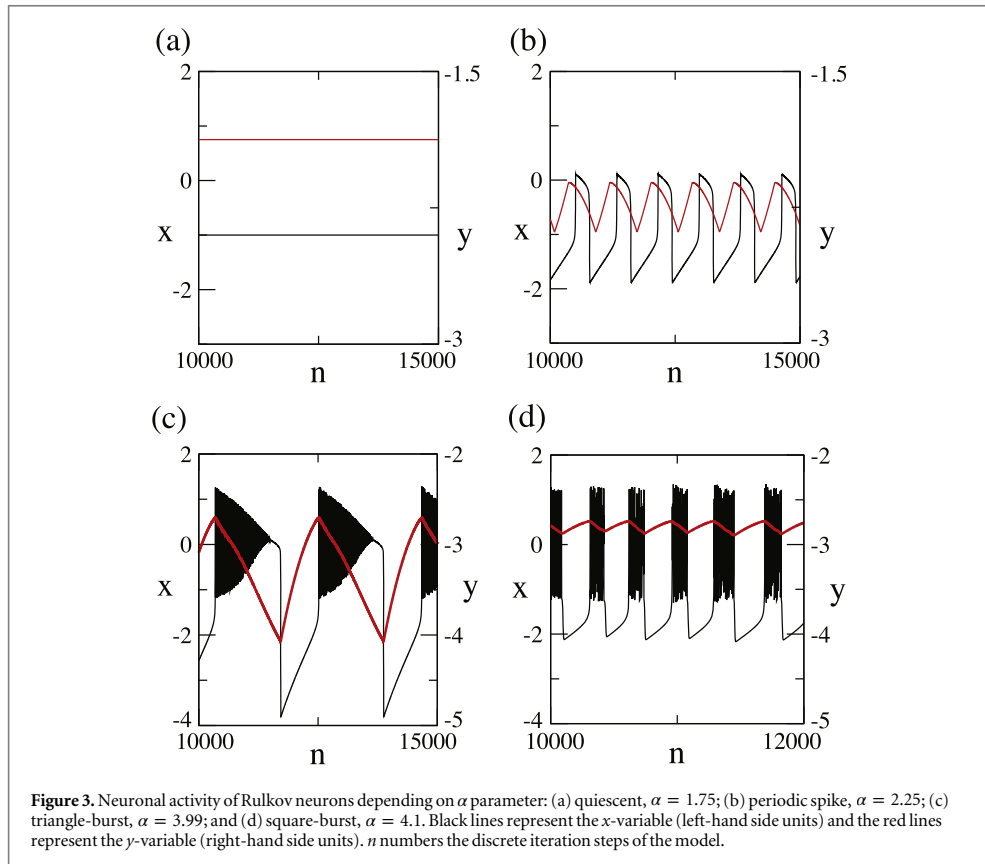 (a)
2
0
x
-2
10000
n
15000
-1.5
y
-3
(b)
2
0
x
-2
10000
n
15000
-1.5
y
-3
(c)
2
0
x
-2
-4
10000
n
15000
-2
-3
y
-4
-5
(d)
2
0
x
-2
-4
10000
n
12000
-2
-3
y
-4
-5
Figure 3. Neuronal activity of Rulkov neurons depending on α parameter: (a) quiescent, α = 1.75; (b) periodic spike, α = 2.25; (c)
triangle-burst, α = 3.99; and (d) square-burst, α = 4.1. Black lines represent the x-variable (left-hand side units) and the red lines
represent the y-variable (right-hand side units). n numbers the discrete iteration steps of the model.